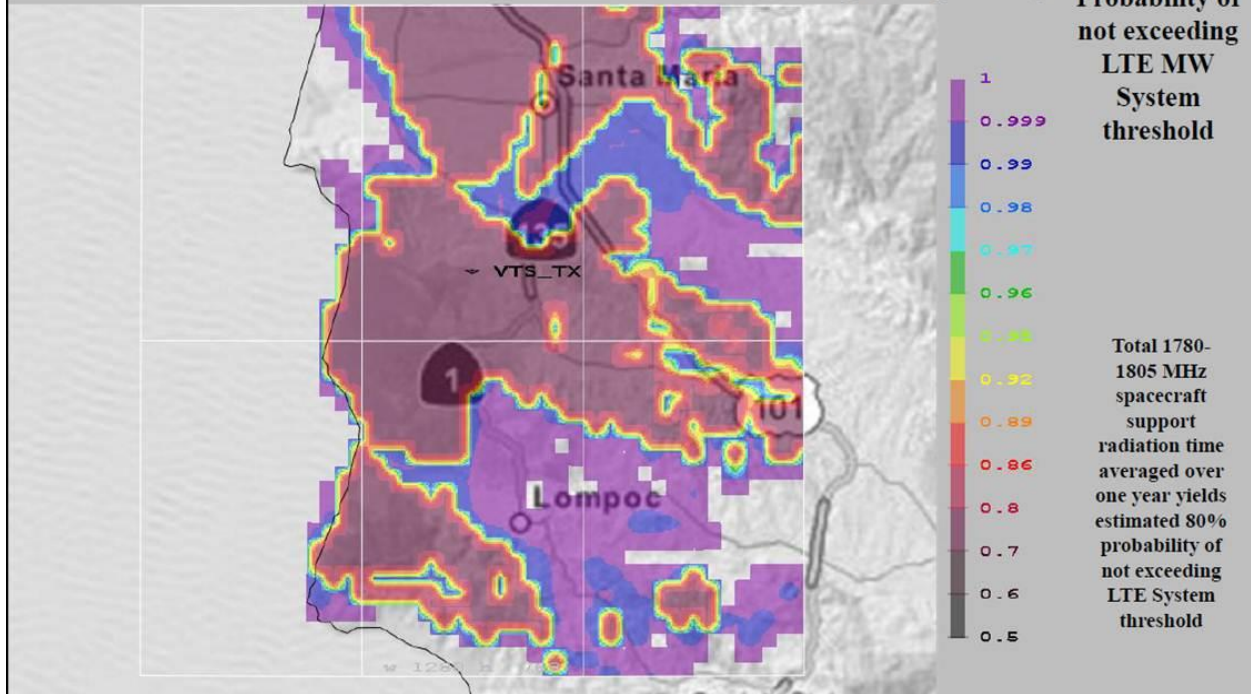 Probability of
not exceeding
LTE MW
System
threshold
Santa Maria
135
VTS_TX
1
101
Lompoc
1
0.999
0.99
0.98
0.97
0.96
0.95
0.92
0.89
0.86
0.8
0.7
0.6
0.5
Total 1780-
1805 MHz
spacecraft
support
radiation time
averaged over
one year yields
estimated 80%
probability of
not exceeding
LTE System
threshold